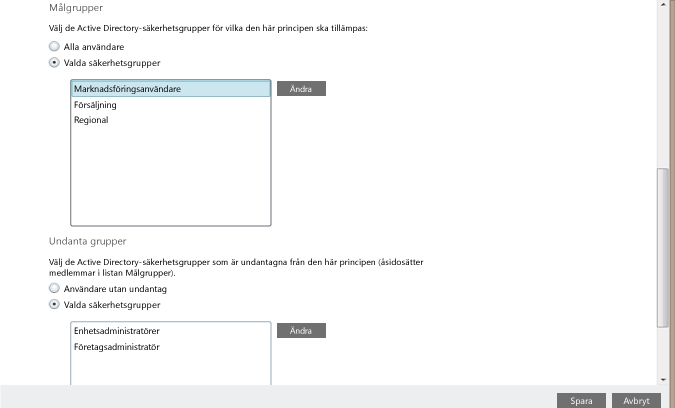 Målgrupper
Välj de Active Directory-säkerhetsgrupper för vilka den här principen ska tillämpas:
Alla användare
Valda säkerhetsgrupper
Marknadsföringsanvändare
Ändra
Försäljning
Regional
Undanta grupper
Välj de Active Directory-säkerhetsgrupper som är undantagna från den här principen (åsidosätter
medlemmar i listan Målgrupper).
Användare utan undantag
Valda säkerhetsgrupper
Enhetsadministratörer
Ändra
Företagsadministratör
Spara
Avbryt